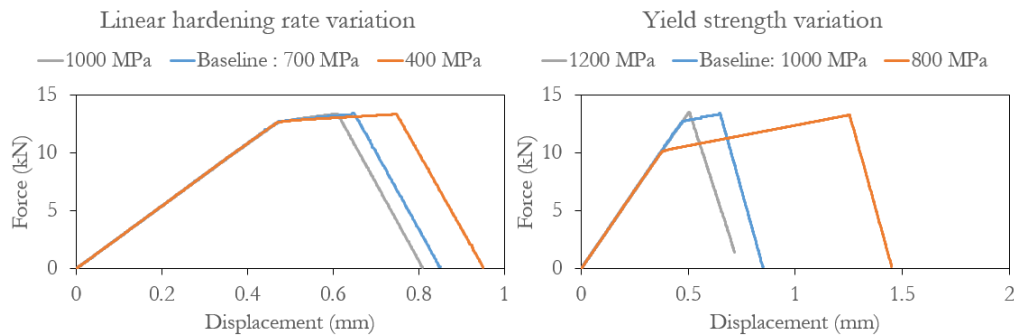 Linear hardening rate variation
1000 MPa Baseline : 700 MPa 400 MPa
15
10
5
0
Force (kN)
0 0.2 0.4 0.6 0.8 1
Displacement (mm)
Yield strength variation
1200 MPa Baseline: 1000 MPa 800 MPa
15
10
5
0
Force (kN)
0 0.5 1 1.5 2
Displacement (mm)